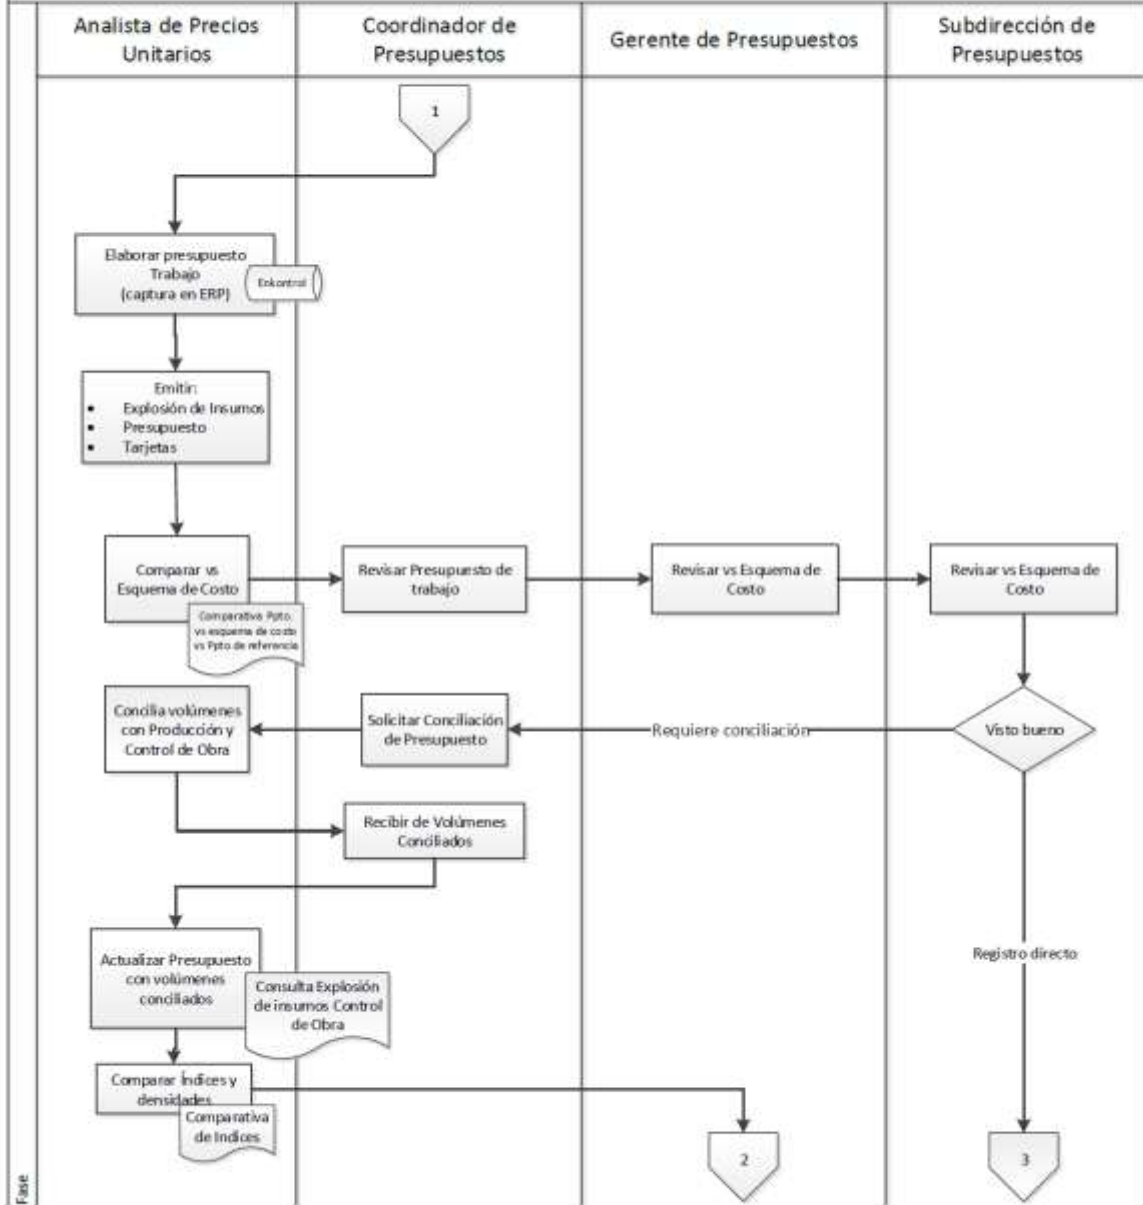 Analista de Precios
Unitarios
Coordinador de
Presupuestos
Gerente de Presupuestos
Subdirección de
Presupuestos
1
Elaborar presupuesto
Trabajo
(captura en ERP)
Enkontrol
Emitir:
• Explosión de Insumos
• Presupuesto
• Tarjetas
Comparar vs
Esquema de Costo
Comparativa Ppto.
vs esquema de costo
vs Ppto de referencia
Revisar Presupuesto de
trabajo
Revisar vs Esquema de
Costo
Revisar vs Esquema de
Costo
Visto bueno
Requiere conciliación
Solicitar Conciliación
de Presupuesto
Concilia volúmenes
con Producción y
Control de Obra
Recibir de Volúmenes
Conciliados
Actualizar Presupuesto
con volúmenes
conciliados
Consulta Explosión
de insumos Control
de Obra
Registro directo
Comparar Índices y
densidades
Comparativa
de Indices
2
3
Fase